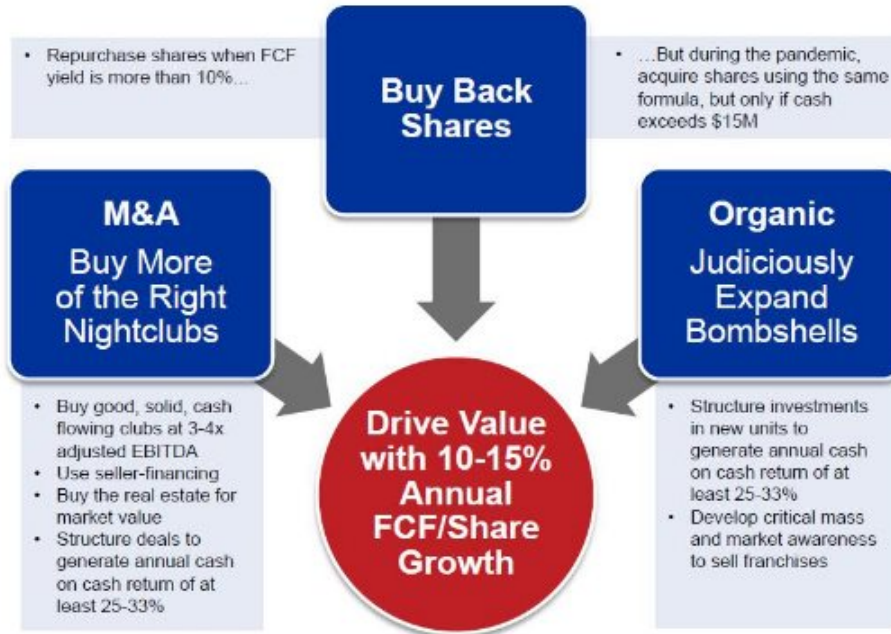 • Repurchase shares when FCF
yield is more than 10%...
Buy Back
Shares
• ...But during the pandemic,
acquire shares using the same
formula, but only if cash
exceeds $15M
M&A
Buy More
of the Right
Nightclubs
• Buy good, solid, cash
flowing clubs at 3-4x
adjusted EBITDA
• Use seller-financing
• Buy the real estate for
market value
• Structure deals to
generate annual cash
on cash return of at
least 25-33%
Drive Value
with 10-15%
Annual
FCF/Share
Growth
Organic
Judiciously
Expand
Bombshells
• Structure investments
in new units to
generate annual cash
on cash return of at
least 25-33%
• Develop critical mass
and market awareness
to sell franchises